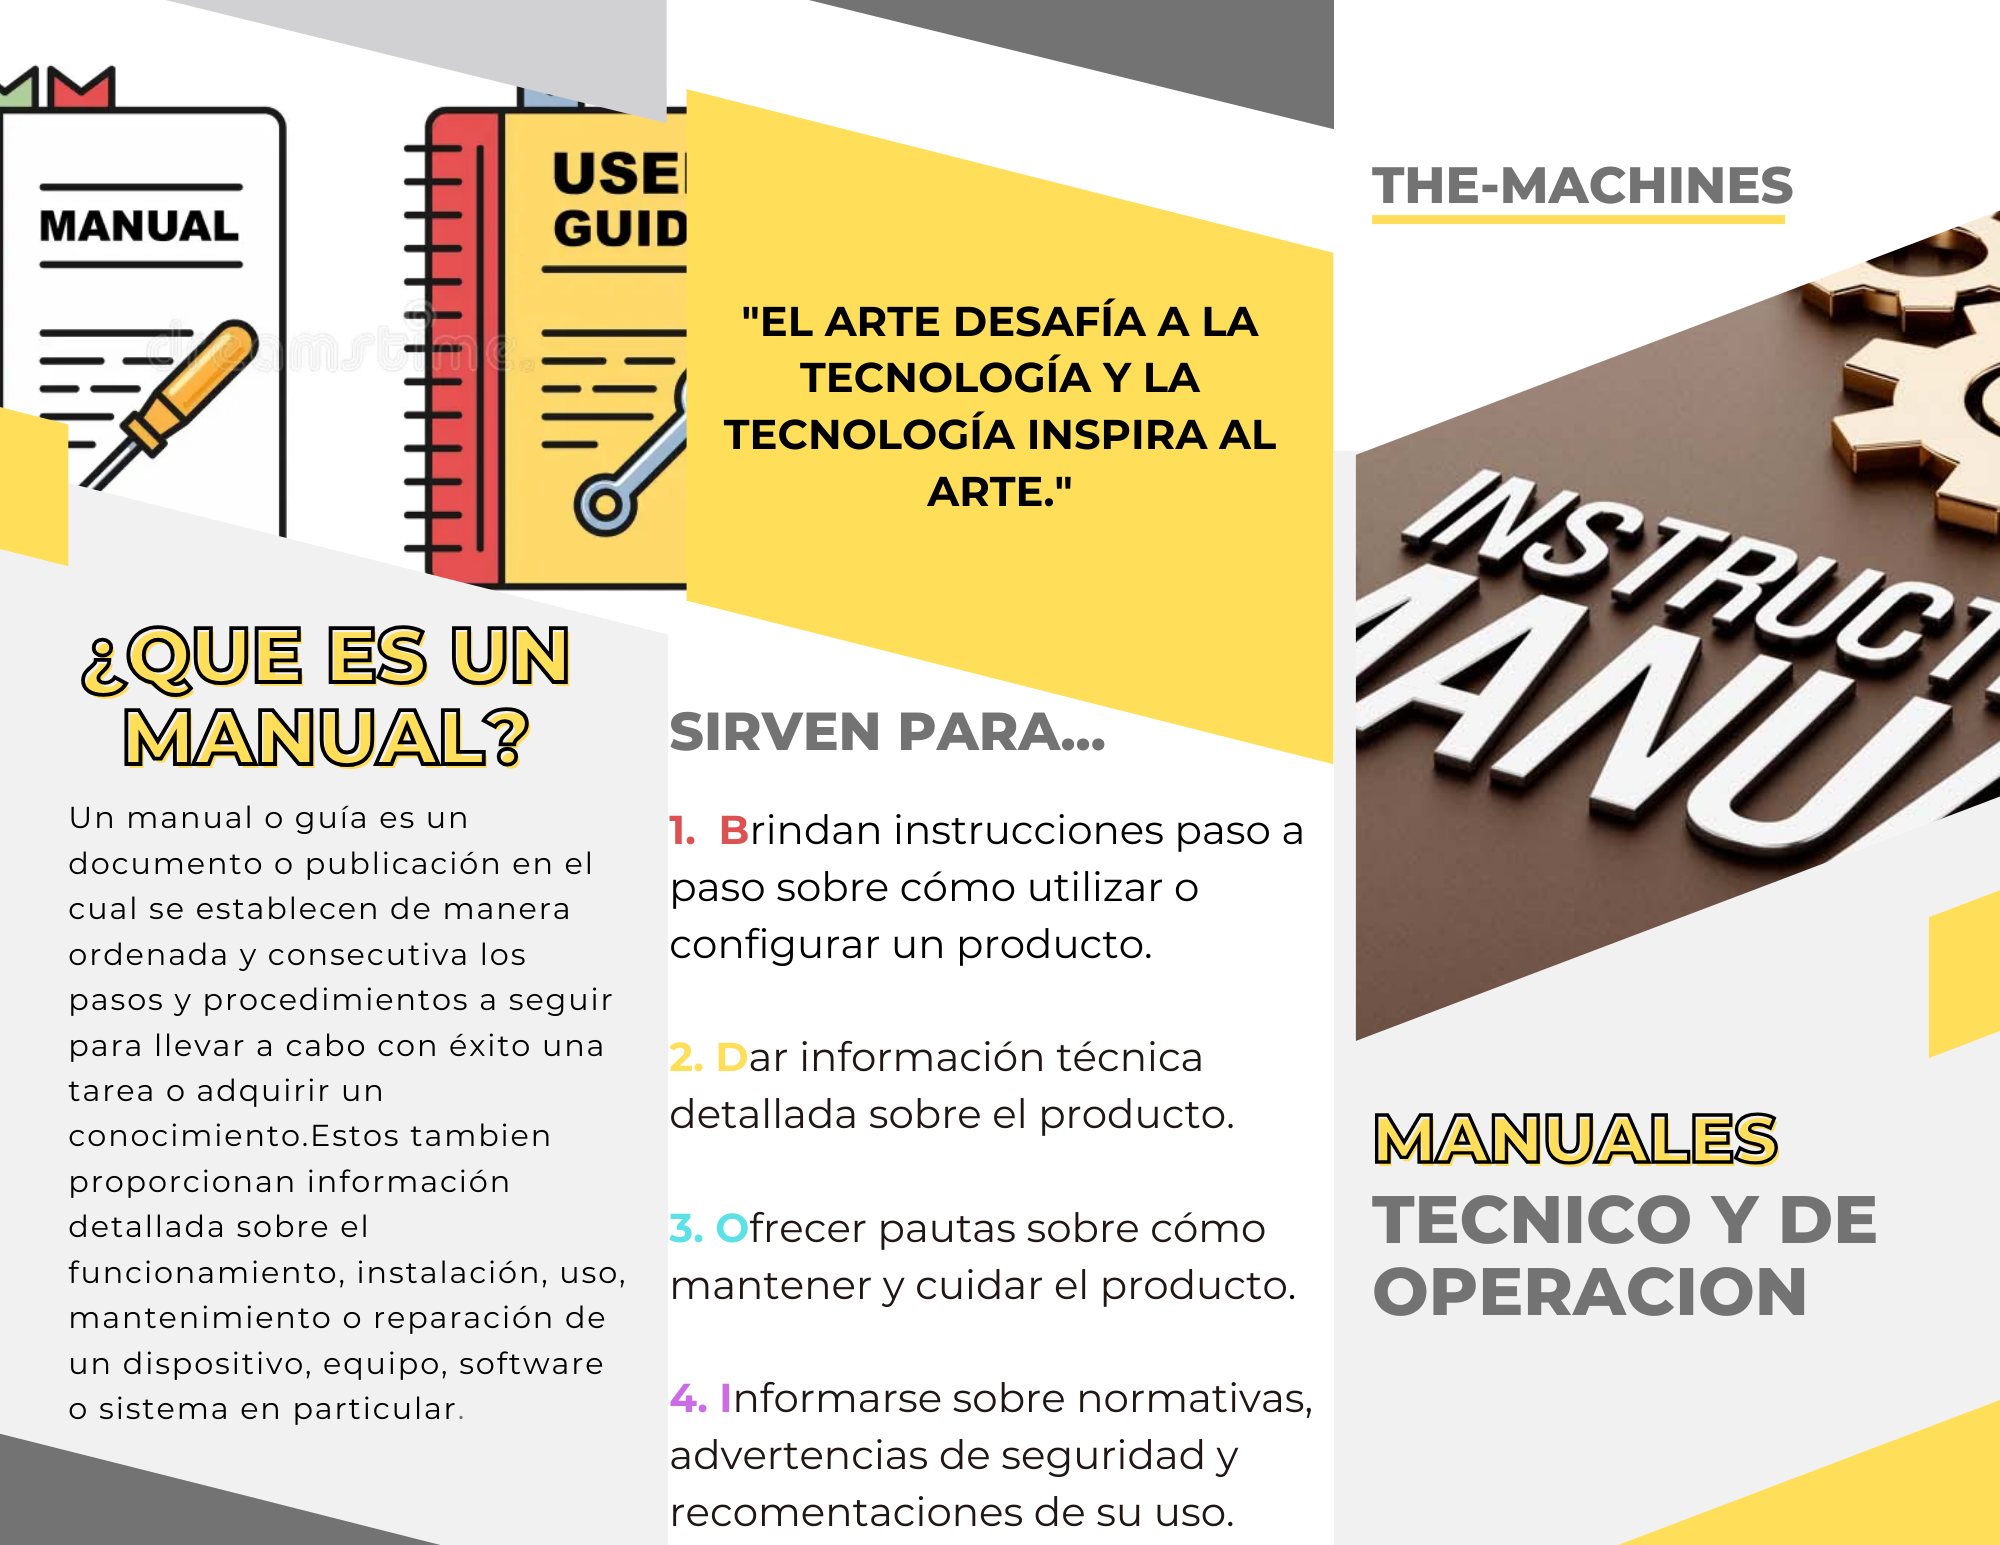 MANUAL
USE
GUID
dreamstime.
¿QUE ES UN
MANUAL?
Un manual o guía es un
documento o publicación en el
cual se establecen de manera
ordenada y consecutiva los
pasos y procedimientos a seguir
para llevar a cabo con éxito una
tarea o adquirir un
conocimiento.Estos tambien
proporcionan información
detallada sobre el
funcionamiento, instalación, uso,
mantenimiento o reparación de
un dispositivo, equipo, software
o sistema en particular.
"EL ARTE DESAFÍA A LA
TECNOLOGÍA Y LA
TECNOLOGÍA INSPIRA AL
ARTE."
SIRVEN PARA...
1. Brindan instrucciones paso a
paso sobre cómo utilizar o
configurar un producto.
2. Dar información técnica
detallada sobre el producto.
3. Ofrecer pautas sobre cómo
mantener y cuidar el producto.
4. Informarse sobre normativas,
advertencias de seguridad y
recomentaciones de su uso.
THE-MACHINES
INSTRUCT
MANU
MANUALES
TECNICO Y DE
OPERACION